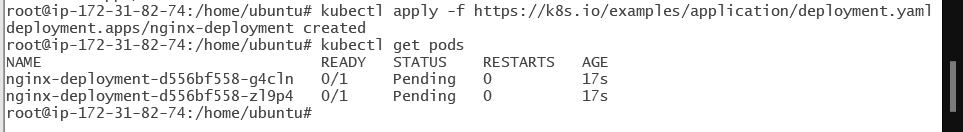 root@ip-172-31-82-74:/home/ubuntu# kubectl apply -f https://k8s.io/examples/application/deployment.yaml
deployment.apps/nginx-deployment created
root@ip-172-31-82-74:/home/ubuntu# kubectl get pods
NAME READY STATUS RESTARTS AGE
nginx-deployment-d556bf558-g4cln 0/1 Pending 0 17s
nginx-deployment-d556bf558-zl9p4 0/1 Pending 0 17s
root@ip-172-31-82-74:/home/ubuntu#